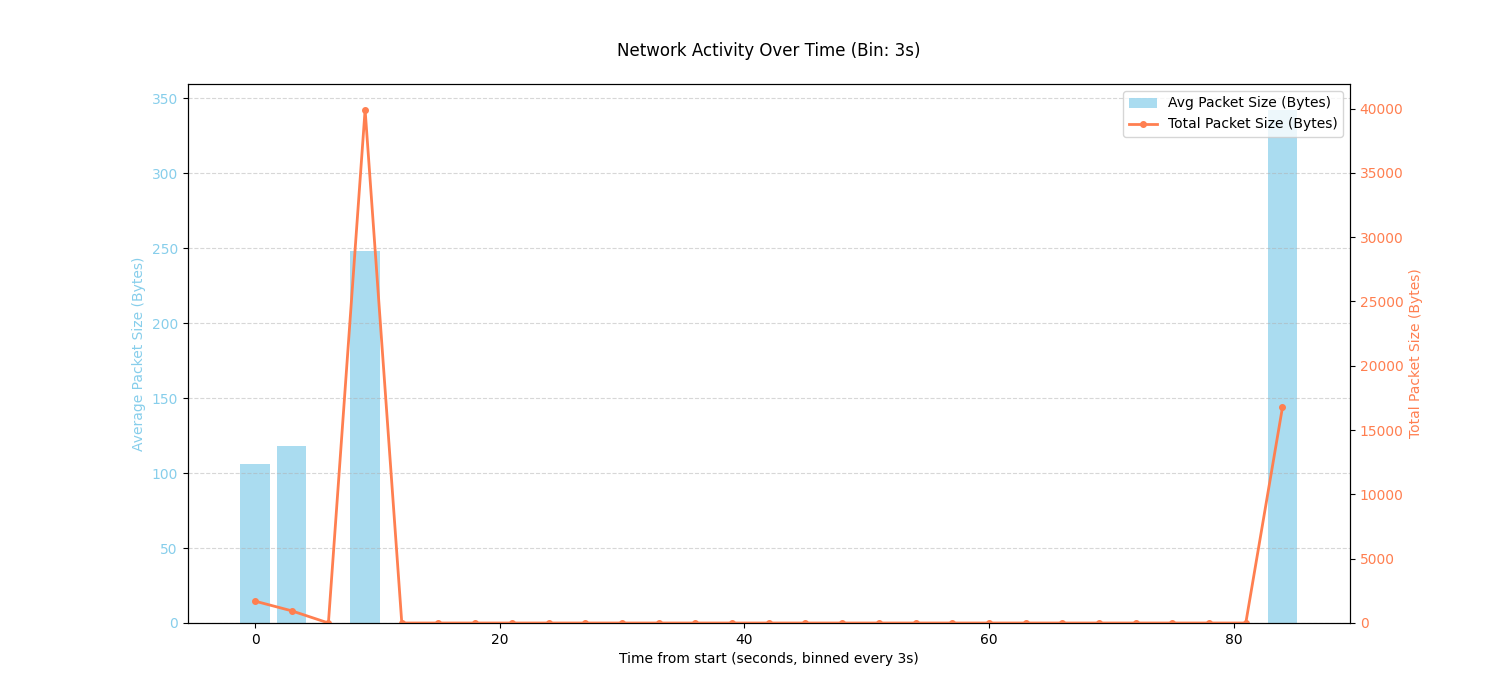 Network Activity Over Time (Bin: 3s)
Avg Packet Size (Bytes)
Total Packet Size (Bytes)
Average Packet Size (Bytes)
350
300
250
200
150
100
50
0
40000
35000
30000
25000
20000
15000
10000
5000
0
Total Packet Size (Bytes)
0 20 40 60 80
Time from start (seconds, binned every 3s)